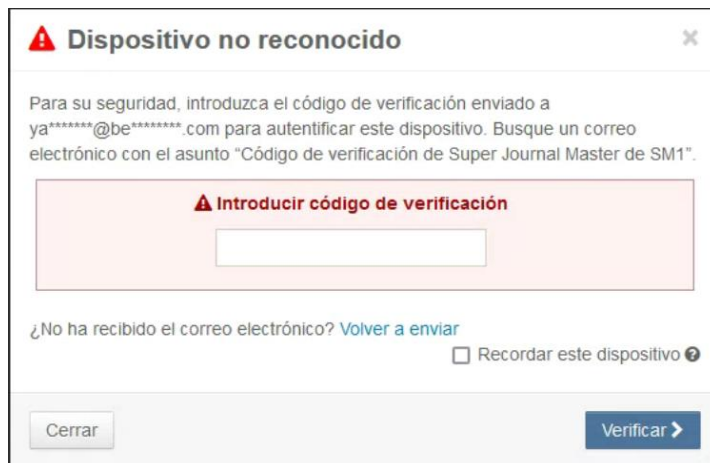 Dispositivo no reconocido
Para su seguridad, introduzca el código de verificación enviado a
ya*******@be********.com para autentificar este dispositivo. Busque un correo
electrónico con el asunto “Código de verificación de Super Journal Master de SM1”.
Introducir código de verificación
¿No ha recibido el correo electrónico? Volver a enviar
Recordar este dispositivo
Cerrar
Verificar